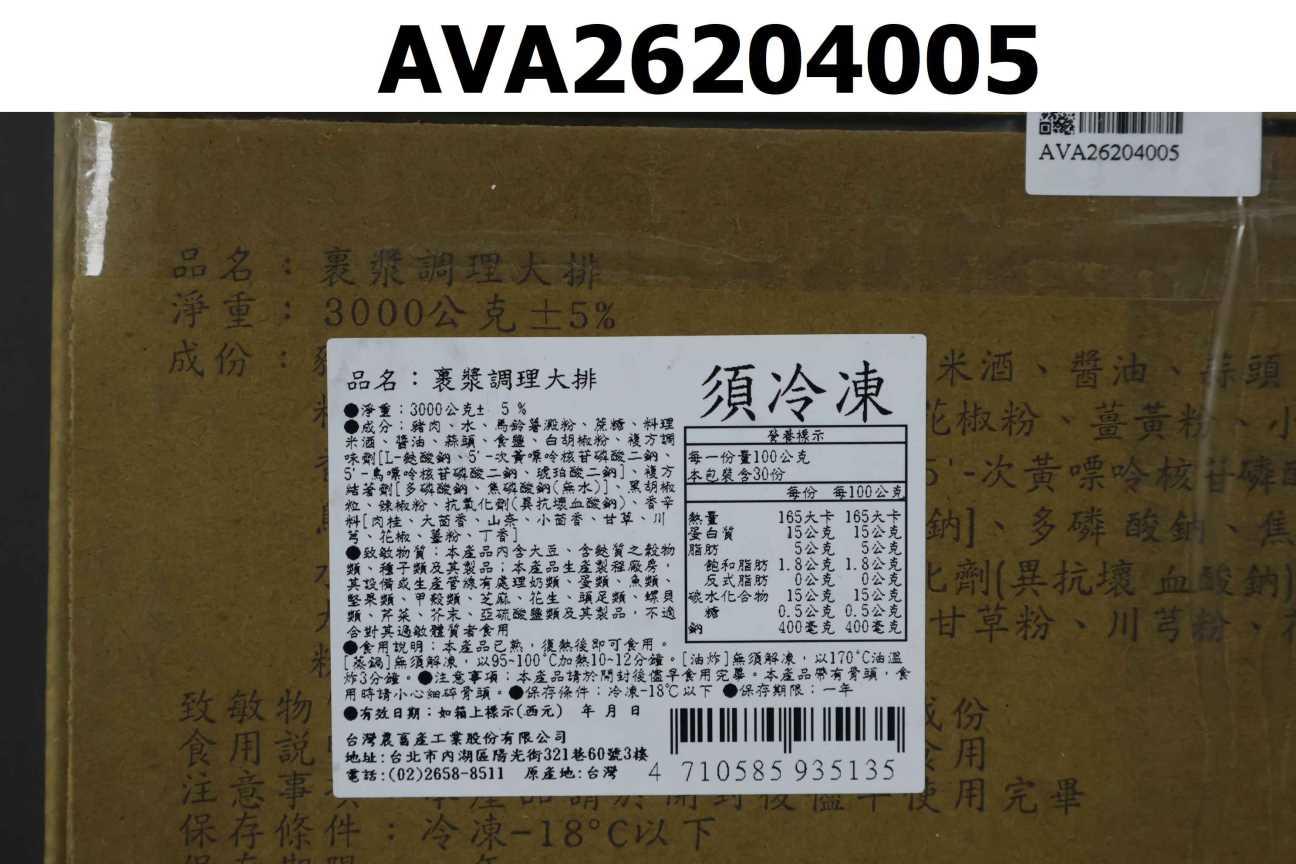 AVA26204005
AVA26204005
品名：裹漿調理大排
淨重：3000公克±5%
成份：
米酒、醬油、蒜頭
花椒粉、薑黃粉、小
5'-次黃嘌呤核苷磷酸
鈉]、多磷酸鈉、焦
化劑(異抗壞血酸鈉)
甘草粉、川芎粉、花
品名：裹漿調理大排
●淨重：3000公克± 5 %
●成分：豬肉、水、馬鈴薯澱粉、蔗糖、料理
米酒、醬油、蒜頭、食鹽、白胡椒粉、複方調
味劑[L-麩酸鈉、5'-次黃嘌呤核苷磷酸二鈉、
5'-鳥嘌呤核苷磷酸二鈉、琥珀酸二鈉]、複方
結著劑[多磷酸鈉、焦磷酸鈉(無水)]、黑胡椒
粒、辣椒粉、抗氧化劑(異抗壞血酸鈉)、香辛
料[肉桂、大茴香、山奈、小茴香、甘草、川
芎、花椒、薑粉、丁香]
●致敏物質：本產品內含大豆、含麩質之穀物
類、種子類及其製品；本產品生產製程廠房，
其設備或生產管線有處理奶類、蛋類、魚類、
堅果類、甲殼類、芝麻、花生、頭足類、螺貝
類、芹菜、芥末、亞硫酸鹽類及其製品，不適
合對其過敏體質者食用
●食用說明：本產品已熟，復熱後即可食用。
[蒸鍋]無須解凍，以95~100℃加熱10~12分鐘。[油炸]無須解凍，以170℃油溫
炸3分鐘。●注意事項：本產品請於開封後儘早食用完畢。本產品帶有骨頭，食
用時請小心細碎骨頭。●保存條件：冷凍-18℃以下 ●保存期限：一年
●有效日期：如箱上標示(西元) 年 月 日
台灣農畜產工業股份有限公司
地址:台北市內湖區陽光街321巷60號3樓
電話:(02)2658-8511 原產地:台灣
須冷凍
營養標示
每一份量100公克
本包裝含30份
每份 每100公克
熱量 165大卡 165大卡
蛋白質 15公克 15公克
脂肪 5公克 5公克
飽和脂肪 1.8公克 1.8公克
反式脂肪 0公克 0公克
碳水化合物 15公克 15公克
糖 0.5公克 0.5公克
鈉 400毫克 400毫克
4 710585 935135
致敏物 成份
食用說 食用
注意事項：本產品請於開封後儘早使用完畢
保存條件：冷凍-18°C以下